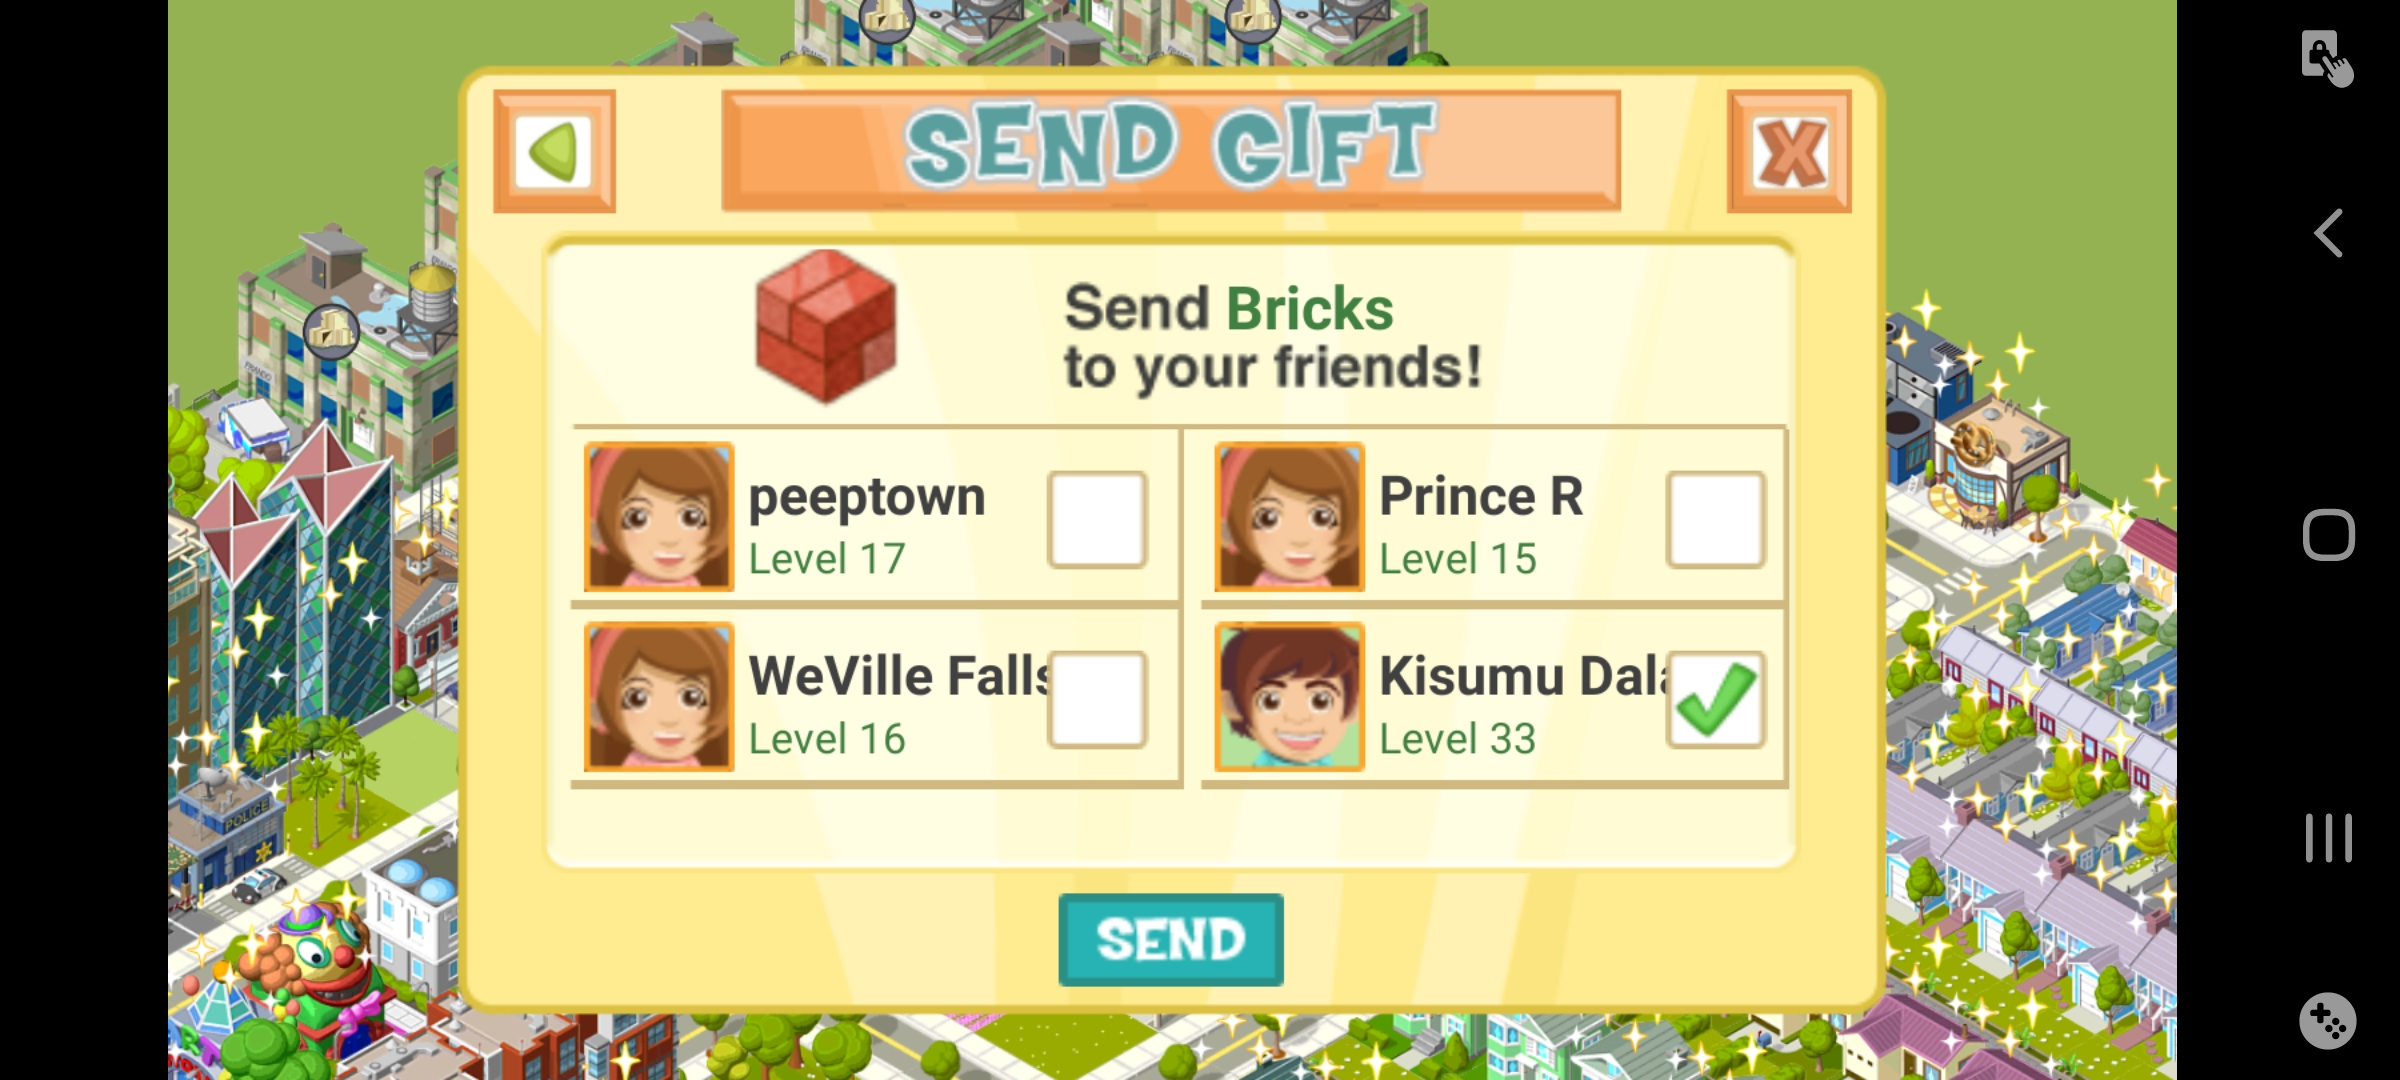 SEND GIFT
Send Bricks
to your friends!
peeptown
Level 17
Prince R
Level 15
WeVille Falls
Level 16
Kisumu Dala
Level 33
SEND
POLICE